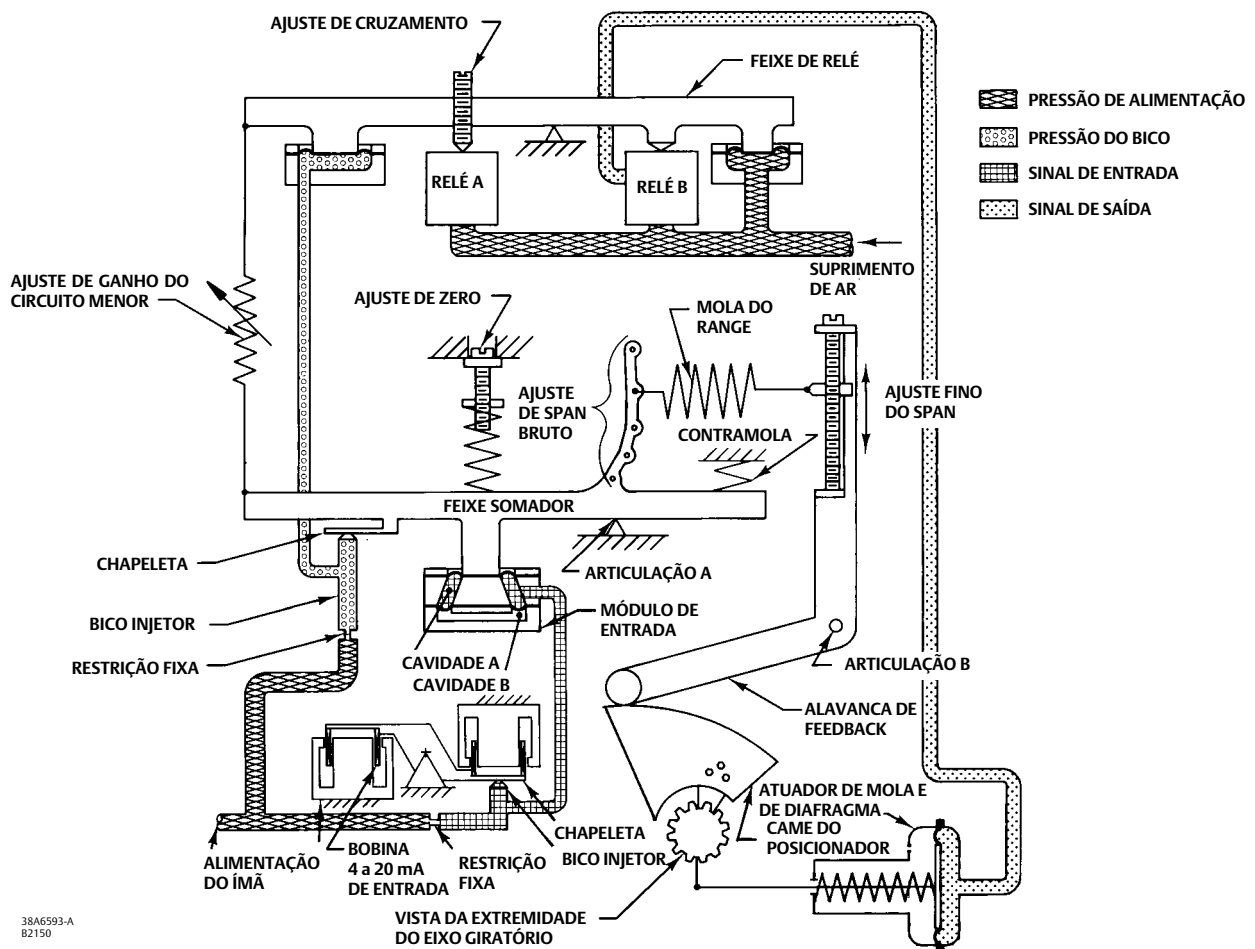 AJUSTE DE CRUZAMENTO
FEIXE DE RELÉ
PRESSÃO DE ALIMENTAÇÃO
PRESSÃO DO BICO
SINAL DE ENTRADA
SINAL DE SAÍDA
RELÉ A
RELÉ B
SUPRIMENTO
DE AR
AJUSTE DE GANHO DO
CIRCUITO MENOR
AJUSTE DE ZERO
MOLA DO
RANGE
AJUSTE
DE SPAN
BRUTO
AJUSTE FINO
DO SPAN
CONTRAMOLA
FEIXE SOMADOR
CHAPELETA
ARTICULAÇÃO A
BICO INJETOR
MÓDULO DE
ENTRADA
RESTRIÇÃO FIXA
CAVIDADE A
CAVIDADE B
ARTICULAÇÃO B
ALAVANCA DE
FEEDBACK
ATUADOR DE MOLA E
DE DIAFRAGMA
CAME DO
POSICIONADOR
CHAPELETA
BICO INJETOR
ALIMENTAÇÃO
DO ÍMÃ
BOBINA
4 a 20 mA
DE ENTRADA
RESTRIÇÃO
FIXA
VISTA DA EXTREMIDADE
DO EIXO GIRATÓRIO
38A6593-A
B2150